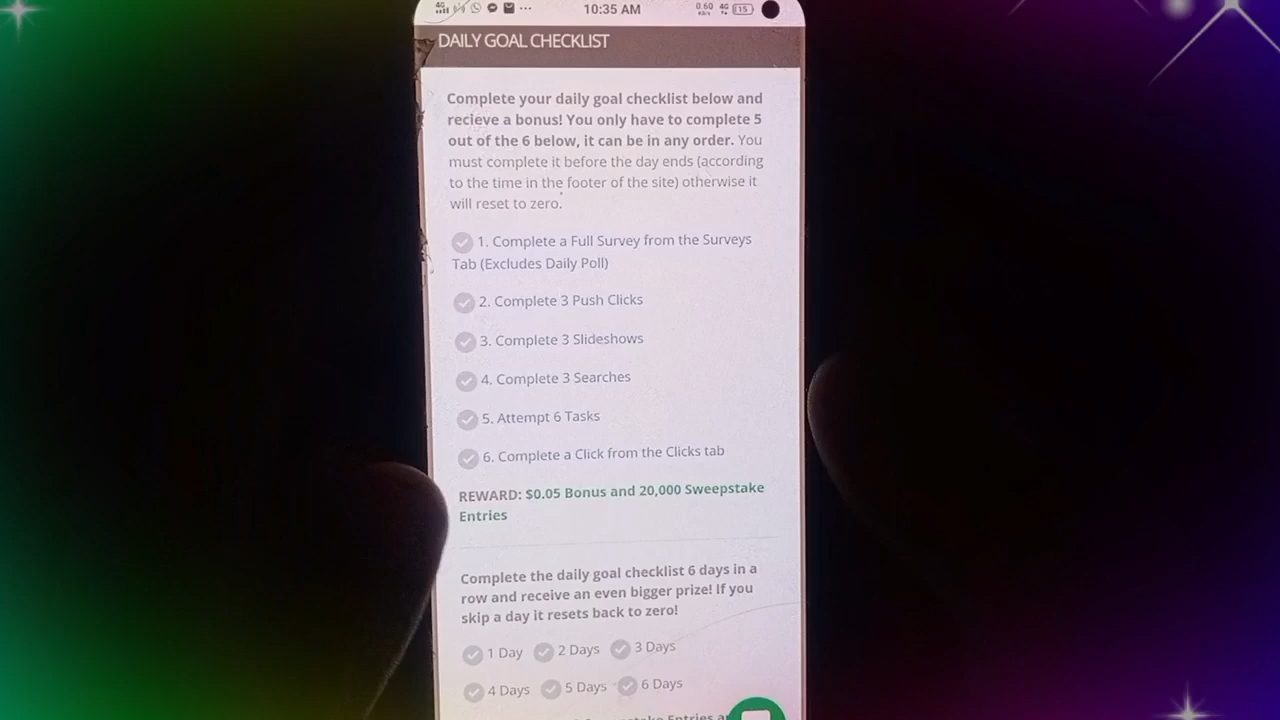 10:35 AM
0.60
KB/s
4G
15
DAILY GOAL CHECKLIST
Complete your daily goal checklist below and
recieve a bonus! You only have to complete 5
out of the 6 below, it can be in any order. You
must complete it before the day ends (according
to the time in the footer of the site) otherwise it
will reset to zero.
1. Complete a Full Survey from the Surveys
Tab (Excludes Daily Poll)
2. Complete 3 Push Clicks
3. Complete 3 Slideshows
4. Complete 3 Searches
5. Attempt 6 Tasks
6. Complete a Click from the Clicks tab
REWARD: $0.05 Bonus and 20,000 Sweepstake
Entries
Complete the daily goal checklist 6 days in a
row and receive an even bigger prize! If you
skip a day it resets back to zero!
1 Day 2 Days 3 Days
4 Days 5 Days 6 Days
Entries